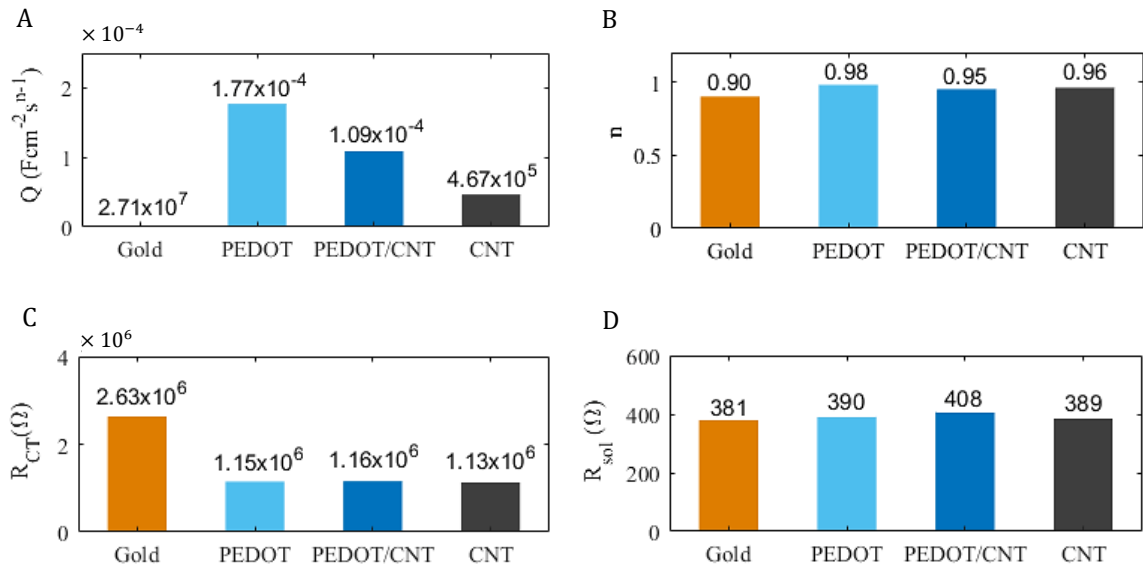 A
× 10⁻⁴
Q (Fcm⁻²sⁿ⁻¹)
2
1
0
2.71x10⁷
1.77x10⁻⁴
1.09x10⁻⁴
4.67x10⁵
Gold PEDOT PEDOT/CNT CNT
B
n
1
0.5
0
0.90
0.98
0.95
0.96
Gold PEDOT PEDOT/CNT CNT
C
× 10⁶
R_CT(Ω)
4
2
0
2.63x10⁶
1.15x10⁶
1.16x10⁶
1.13x10⁶
Gold PEDOT PEDOT/CNT CNT
D
R_sol (Ω)
600
400
200
0
381
390
408
389
Gold PEDOT PEDOT/CNT CNT